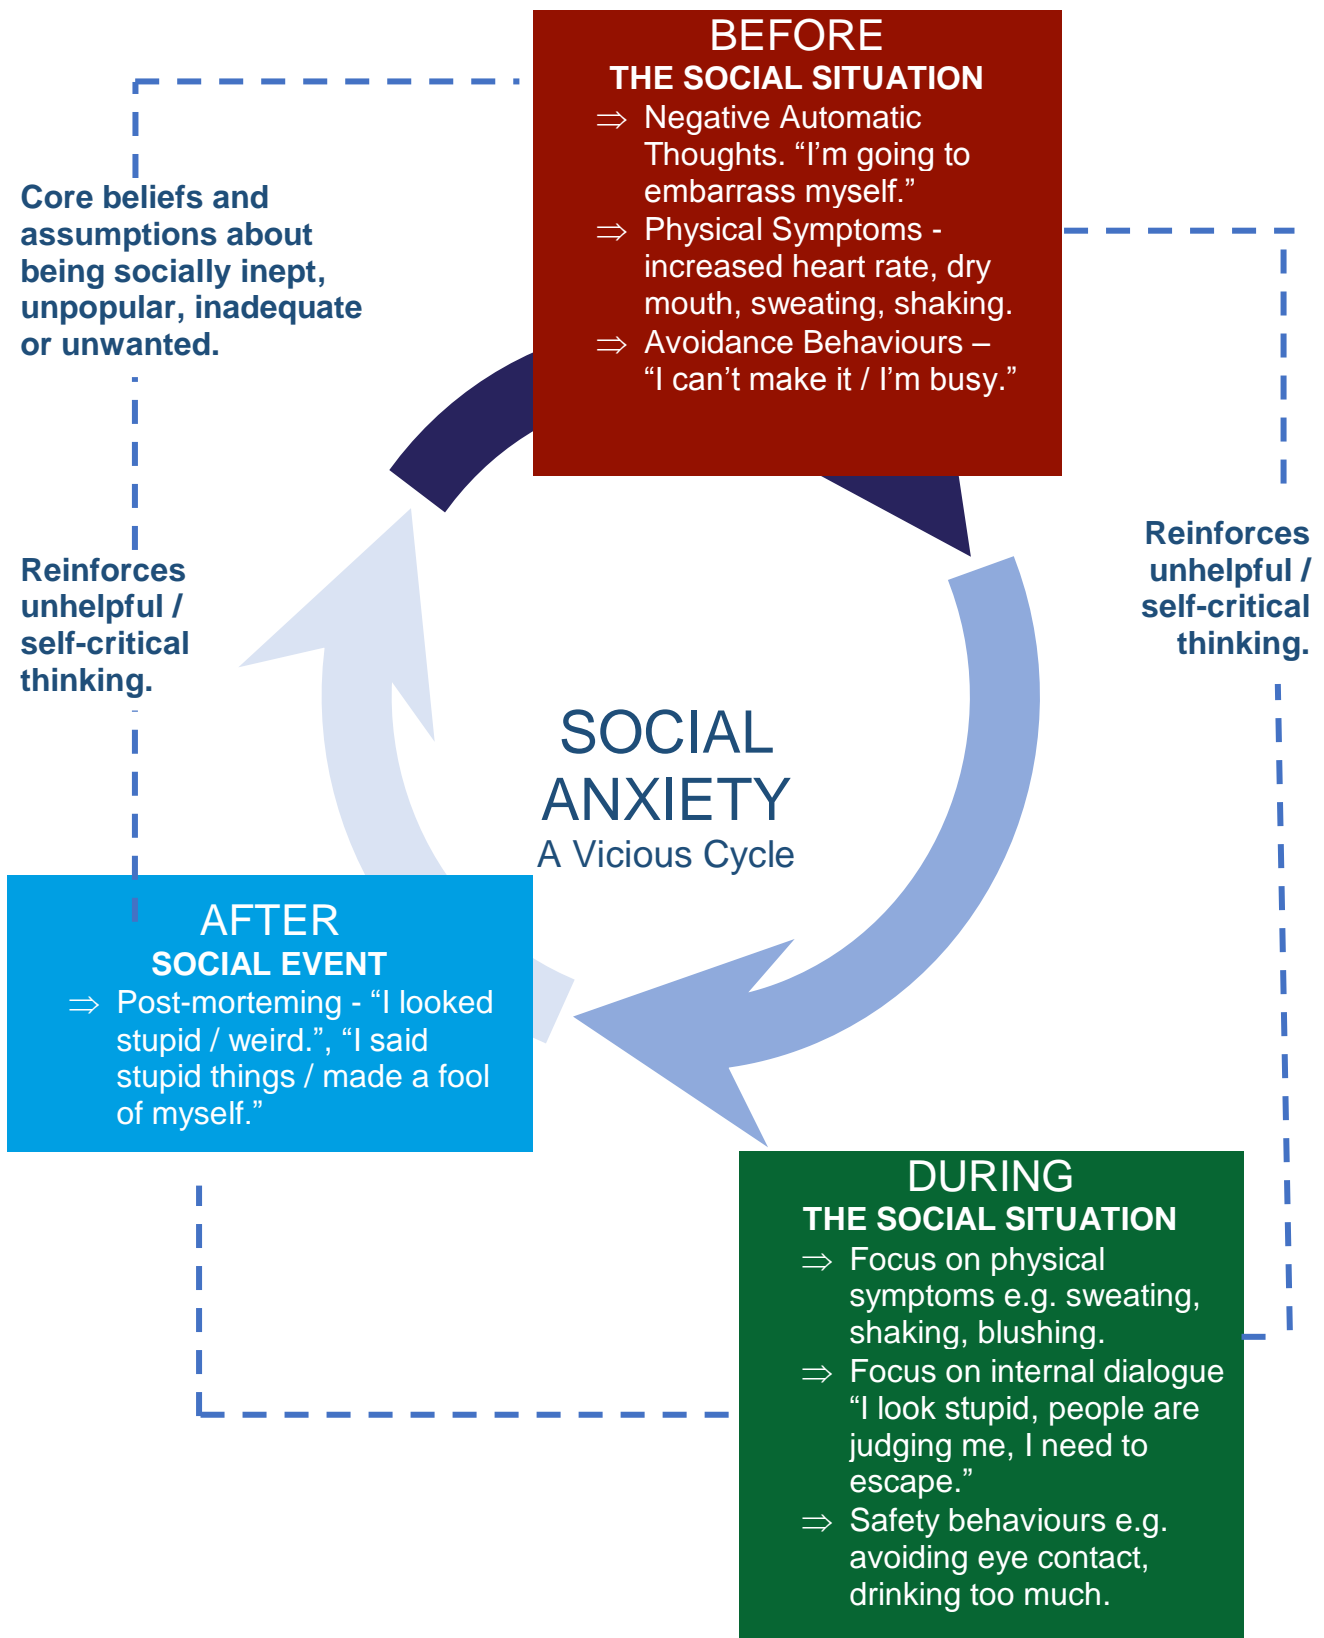 BEFORE
THE SOCIAL SITUATION
⇒ Negative Automatic
Thoughts. “I’m going to
embarrass myself.”
⇒ Physical Symptoms -
increased heart rate, dry
mouth, sweating, shaking.
⇒ Avoidance Behaviours –
“I can’t make it / I’m busy.”
Core beliefs and
assumptions about
being socially inept,
unpopular, inadequate
or unwanted.
Reinforces
unhelpful /
self-critical
thinking.
Reinforces
unhelpful /
self-critical
thinking.
SOCIAL
ANXIETY
A Vicious Cycle
AFTER
SOCIAL EVENT
⇒ Post-morteming - “I looked
stupid / weird.”, “I said
stupid things / made a fool
of myself.”
DURING
THE SOCIAL SITUATION
⇒ Focus on physical
symptoms e.g. sweating,
shaking, blushing.
⇒ Focus on internal dialogue
“I look stupid, people are
judging me, I need to
escape.”
⇒ Safety behaviours e.g.
avoiding eye contact,
drinking too much.